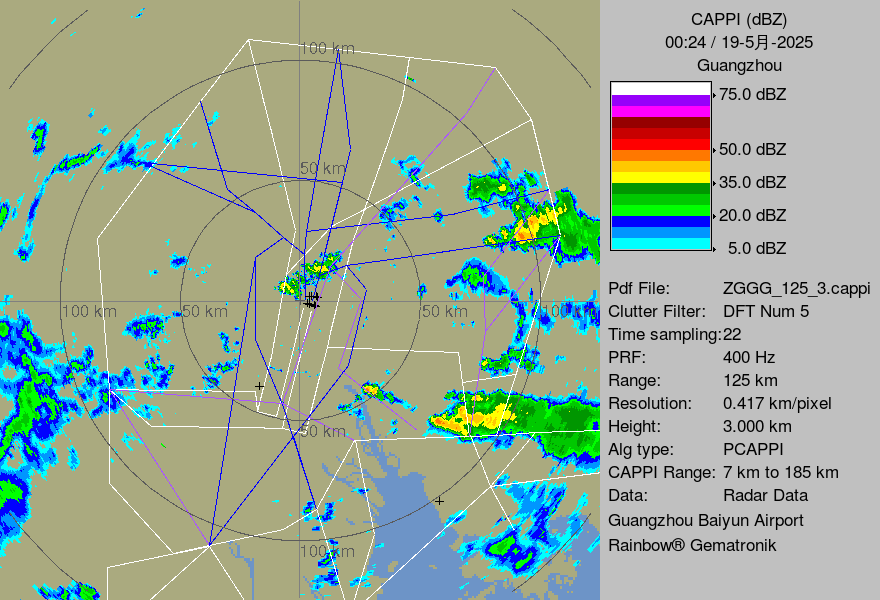 CAPPI (dBZ)
00:24 / 19-5月-2025
Guangzhou
75.0 dBZ
50.0 dBZ
35.0 dBZ
20.0 dBZ
5.0 dBZ
Pdf File: ZGGG_125_3.cappi
Clutter Filter: DFT Num 5
Time sampling:22
PRF: 400 Hz
Range: 125 km
Resolution: 0.417 km/pixel
Height: 3.000 km
Alg type: PCAPPI
CAPPI Range: 7 km to 185 km
Data: Radar Data
Guangzhou Baiyun Airport
Rainbow® Gematronik
100 km
50 km
100 km
50 km
50 km
100 km
50 km
100 km